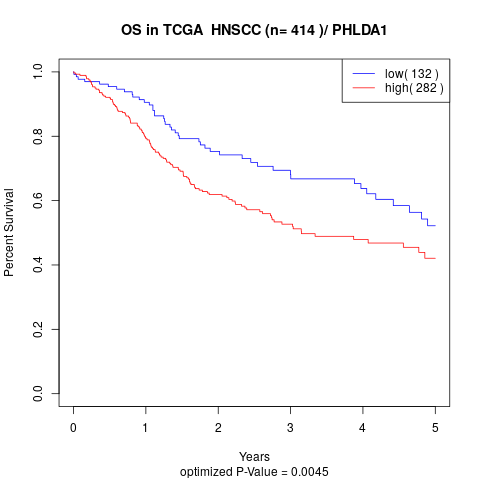 OS in TCGA  HNSCC (n= 414 )/ PHLDA1
low( 132 )
high( 282 )
Percent Survival
1.0
0.8
0.6
0.4
0.2
0.0
0 1 2 3 4 5
Years
optimized P-Value = 0.0045